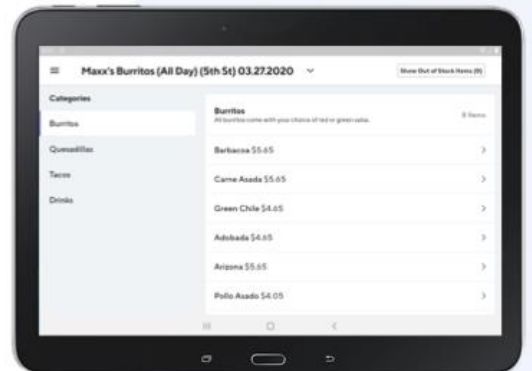 Maxx's Burritos (All Day) (5th St) 03.27.2020
Show Out of Stock Items (0)
Categories
Burritos
Quesadillas
Tacos
Drinks
Burritos
8 Items
All burritos come with your choice of red or green salsa.
Barbacoa $5.65
Carne Asada $5.65
Green Chile $4.65
Adobada $4.65
Arizona $5.65
Pollo Asado $4.05